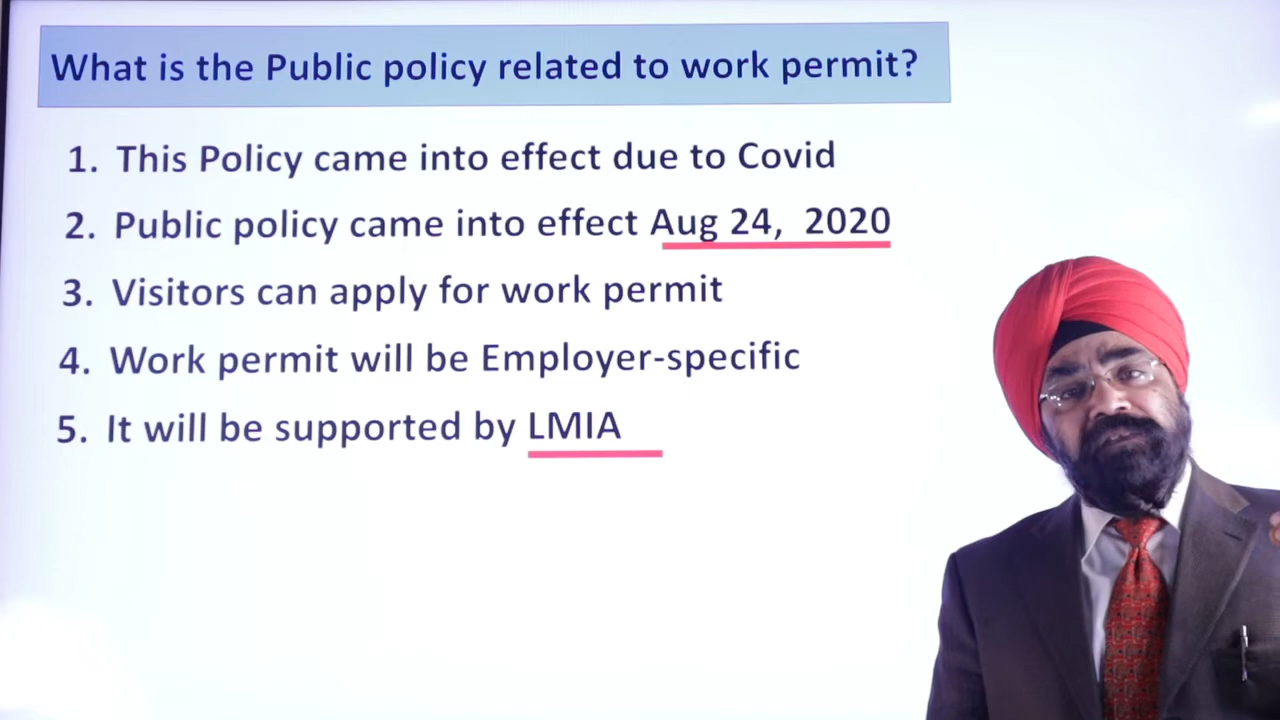 What is the Public policy related to work permit?
1. This Policy came into effect due to Covid
2. Public policy came into effect Aug 24, 2020
3. Visitors can apply for work permit
4. Work permit will be Employer-specific
5. It will be supported by LMIA